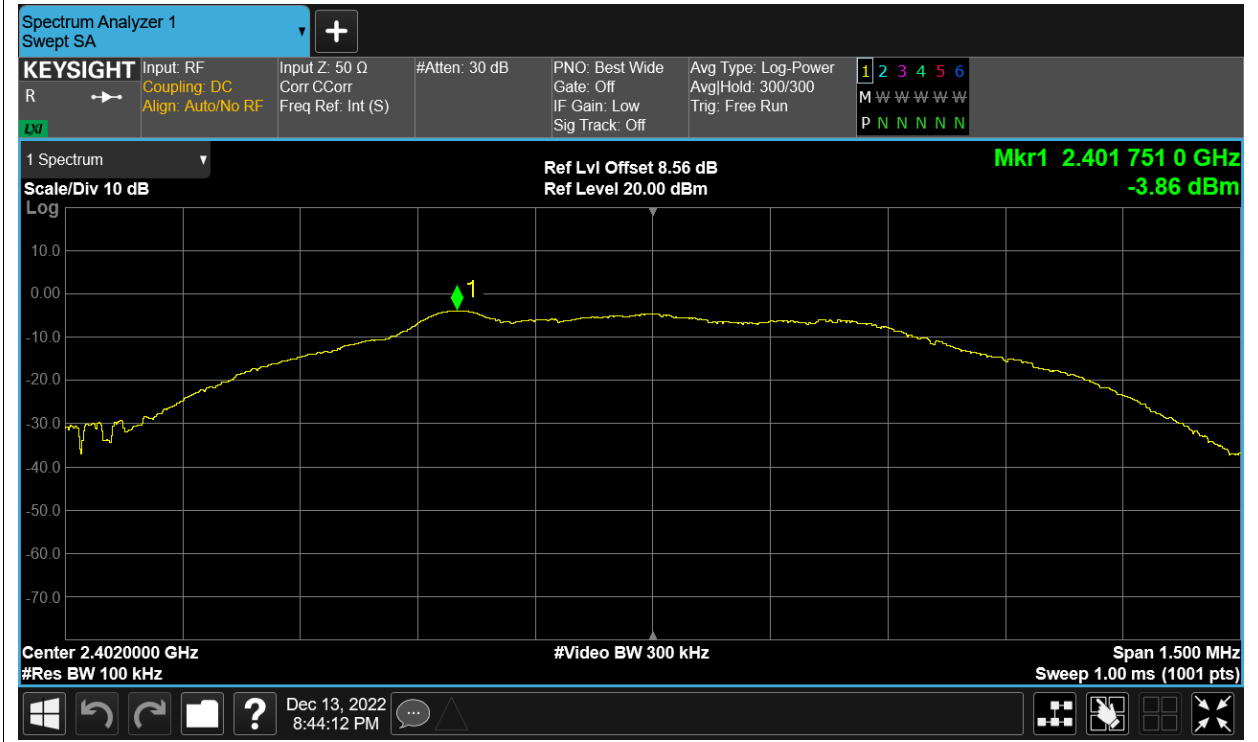 Spectrum Analyzer 1
Swept SA
KEYSIGHT
R
LXI
Input: RF
Coupling: DC
Align: Auto/No RF
Input Z: 50 Ω
Corr CCorr
Freq Ref: Int (S)
#Atten: 30 dB
PNO: Best Wide
Gate: Off
IF Gain: Low
Sig Track: Off
Avg Type: Log-Power
Avg|Hold: 300/300
Trig: Free Run
1 2 3 4 5 6
M W W W W W
P N N N N N
1 Spectrum
Scale/Div 10 dB
Log
Ref Lvl Offset 8.56 dB
Ref Level 20.00 dBm
Mkr1 2.401 751 0 GHz
-3.86 dBm
10.0
0.00
-10.0
-20.0
-30.0
-40.0
-50.0
-60.0
-70.0
1
Center 2.4020000 GHz
#Res BW 100 kHz
#Video BW 300 kHz
Span 1.500 MHz
Sweep 1.00 ms (1001 pts)
?
Dec 13, 2022
8:44:12 PM